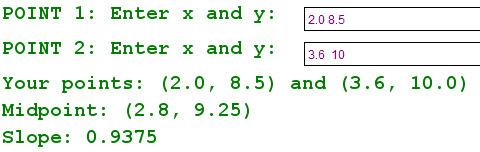 POINT 1: Enter x and y: 2.0 8.5
POINT 2: Enter x and y: 3.6  10
Your points: (2.0, 8.5) and (3.6, 10.0)
Midpoint: (2.8, 9.25)
Slope: 0.9375